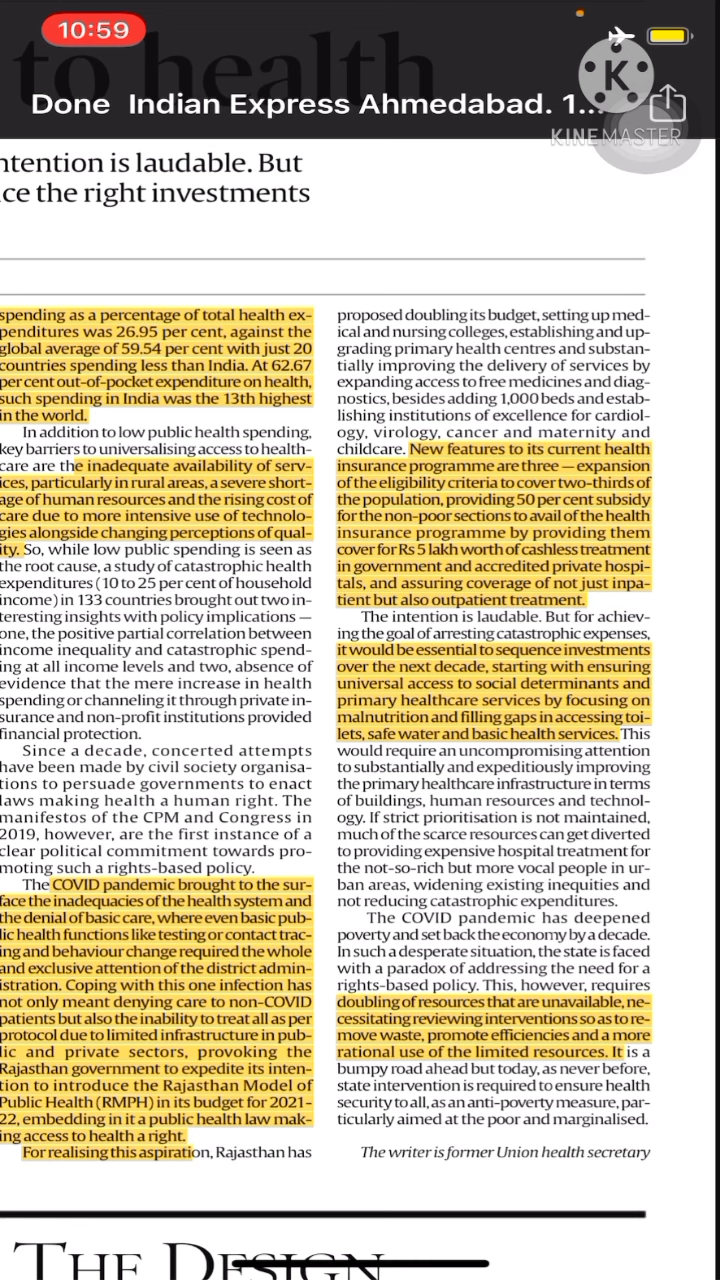 10:59
to health
K
Done Indian Express Ahmedabad. 1...
KINEMASTER
ntention is laudable. But
ce the right investments
spending as a percentage of total health ex-
penditures was 26.95 per cent, against the
global average of 59.54 per cent with just 20
countries spending less than India. At 62.67
per cent out-of-pocket expenditure on health,
such spending in India was the 13th highest
in the world.
In addition to low public health spending,
key barriers to universalising access to health-
care are the inadequate availability of serv-
ices, particularly in rural areas, a severe short-
age of human resources and the rising cost of
care due to more intensive use of technolo-
gies alongside changing perceptions of qual-
ity. So, while low public spending is seen as
the root cause, a study of catastrophic health
expenditures (10 to 25 per cent of household
income) in 133 countries brought out two in-
teresting insights with policy implications —
one, the positive partial correlation between
income inequality and catastrophic spend-
ing at all income levels and two, absence of
evidence that the mere increase in health
spending or channeling it through private in-
surance and non-profit institutions provided
financial protection.
Since a decade, concerted attempts
have been made by civil society organisa-
tions to persuade governments to enact
laws making health a human right. The
manifestos of the CPM and Congress in
2019, however, are the first instance of a
clear political commitment towards pro-
moting such a rights-based policy.
The COVID pandemic brought to the sur-
face the inadequacies of the health system and
the denial of basic care, where even basic pub-
lic health functions like testing or contact trac-
ing and behaviour change required the whole
and exclusive attention of the district admin-
istration. Coping with this one infection has
not only meant denying care to non-COVID
patients but also the inability to treat all as per
protocol due to limited infrastructure in pub-
lic and private sectors, provoking the
Rajasthan government to expedite its inten-
tion to introduce the Rajasthan Model of
Public Health (RMPH) in its budget for 2021-
22, embedding in it a public health law mak-
ing access to health a right.
For realising this aspiration, Rajasthan has
proposed doubling its budget, setting up med-
ical and nursing colleges, establishing and up-
grading primary health centres and substan-
tially improving the delivery of services by
expanding access to free medicines and diag-
nostics, besides adding 1,000 beds and estab-
lishing institutions of excellence for cardiol-
ogy, virology, cancer and maternity and
childcare. New features to its current health
insurance programme are three — expansion
of the eligibility criteria to cover two-thirds of
the population, providing 50 per cent subsidy
for the non-poor sections to avail of the health
insurance programme by providing them
cover for Rs 5 lakh worth of cashless treatment
in government and accredited private hospi-
tals, and assuring coverage of not just inpa-
tient but also outpatient treatment.
The intention is laudable. But for achiev-
ing the goal of arresting catastrophic expenses,
it would be essential to sequence investments
over the next decade, starting with ensuring
universal access to social determinants and
primary healthcare services by focusing on
malnutrition and filling gaps in accessing toi-
lets, safe water and basic health services. This
would require an uncompromising attention
to substantially and expeditiously improving
the primary healthcare infrastructure in terms
of buildings, human resources and technol-
ogy. If strict prioritisation is not maintained,
much of the scarce resources can get diverted
to providing expensive hospital treatment for
the not-so-rich but more vocal people in ur-
ban areas, widening existing inequities and
not reducing catastrophic expenditures.
The COVID pandemic has deepened
poverty and set back the economy by a decade.
In such a desperate situation, the state is faced
with a paradox of addressing the need for a
rights-based policy. This, however, requires
doubling of resources that are unavailable, ne-
cessitating reviewing interventions so as to re-
move waste, promote efficiencies and a more
rational use of the limited resources. It is a
bumpy road ahead but today, as never before,
state intervention is required to ensure health
security to all, as an anti-poverty measure, par-
ticularly aimed at the poor and marginalised.
The writer is former Union health secretary
THE DESIGN